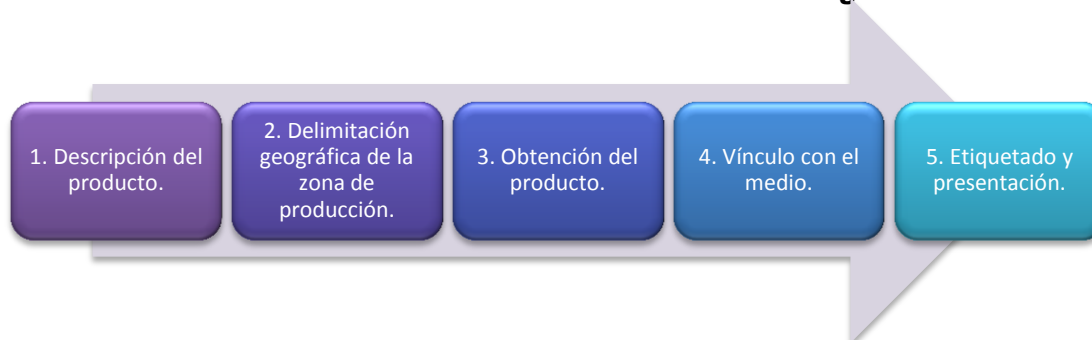 1. Descripción del
producto.
2. Delimitación
geográfica de la
zona de
producción.
3. Obtención del
producto.
4. Vínculo con el
medio.
5. Etiquetado y
presentación.